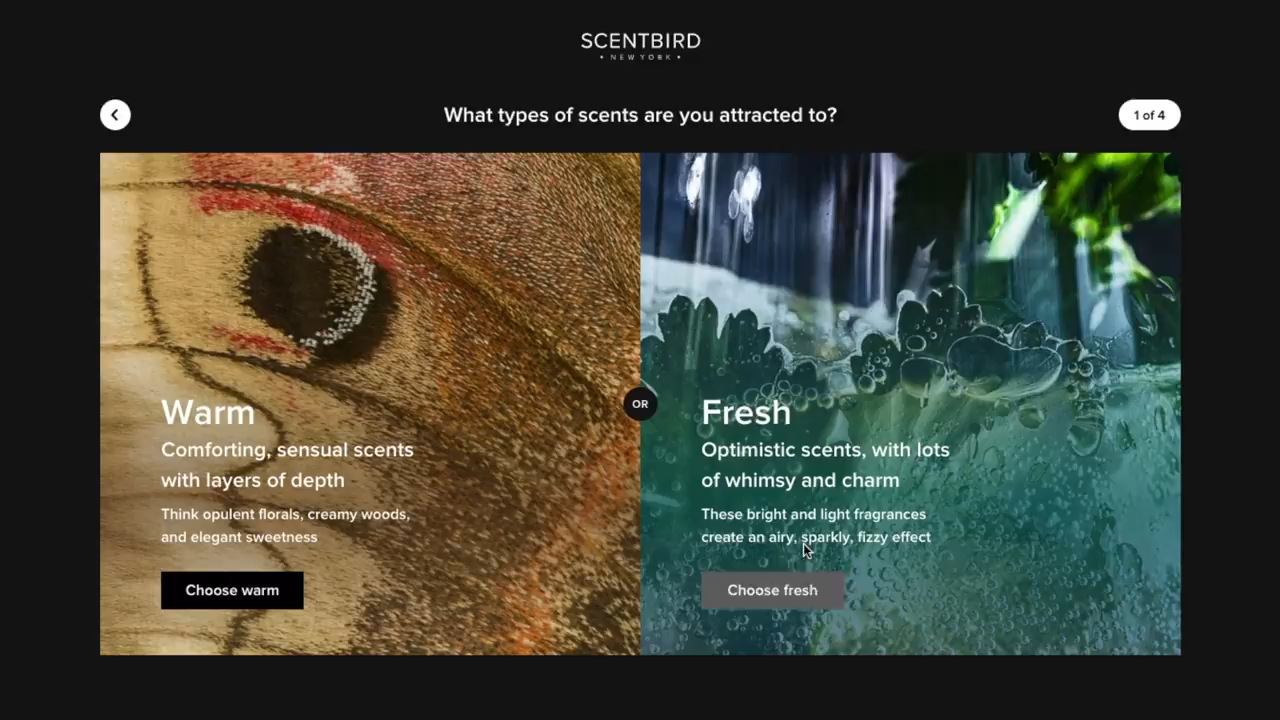 SCENTBIRD
• NEW YORK •
What types of scents are you attracted to?
1 of 4
Warm
Comforting, sensual scents
with layers of depth
Think opulent florals, creamy woods,
and elegant sweetness
Choose warm
OR
Fresh
Optimistic scents, with lots
of whimsy and charm
These bright and light fragrances
create an airy, sparkly, fizzy effect
Choose fresh